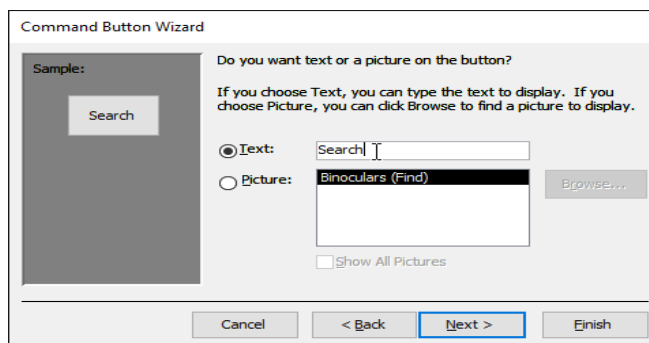 Command Button Wizard
Sample:
Search
Do you want text or a picture on the button?
If you choose Text, you can type the text to display. If you
choose Picture, you can click Browse to find a picture to display.
Text:
Search
Picture:
Binoculars (Find)
Browse...
Show All Pictures
Cancel
< Back
Next >
Finish